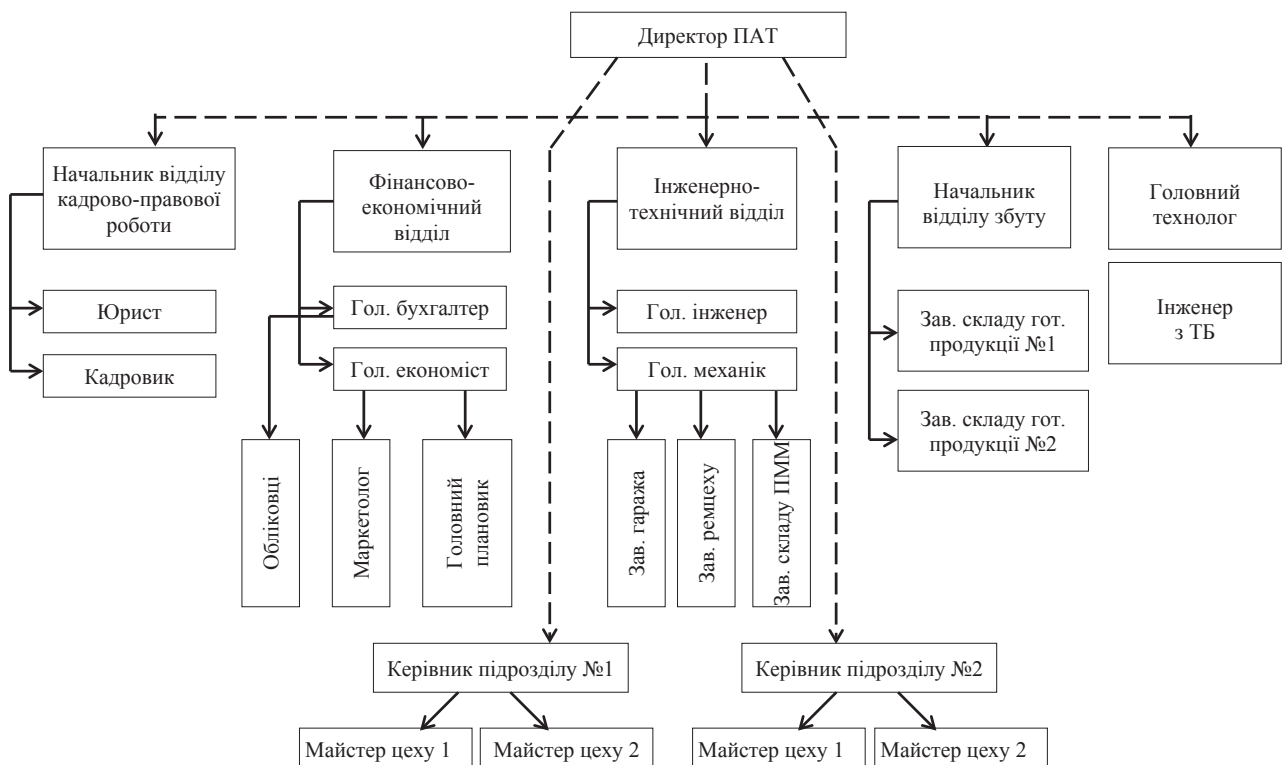 Директор ПАТ
Начальник відділу
кадрово-правової
роботи
Фінансово-
економічний
відділ
Інженерно-
технічний відділ
Начальник
відділу збуту
Головний
технолог
Юрист
Кадровик
Гол. бухгалтер
Гол. економіст
Гол. інженер
Гол. механік
Зав. складу гот.
продукції №1
Зав. складу гот.
продукції №2
Інженер
з ТБ
Обліковці
Маркетолог
Головний
плановик
Зав. гаража
Зав. ремцеху
Зав. складу ПММ
Керівник підрозділу №1
Керівник підрозділу №2
Майстер цеху 1
Майстер цеху 2
Майстер цеху 1
Майстер цеху 2